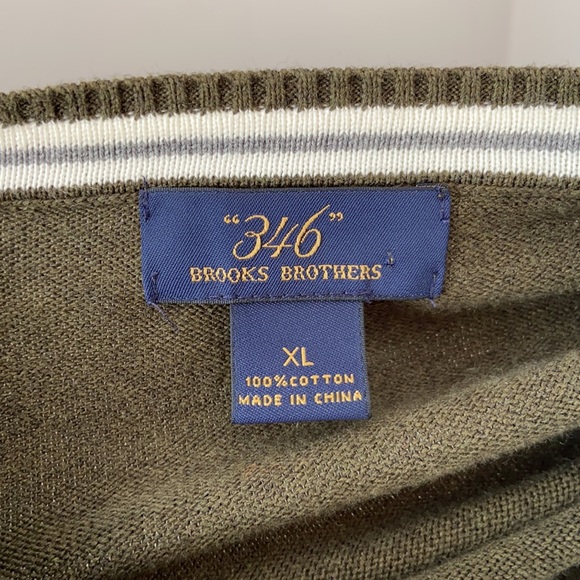 “346”
BROOKS BROTHERS
XL
100% COTTON
MADE IN CHINA